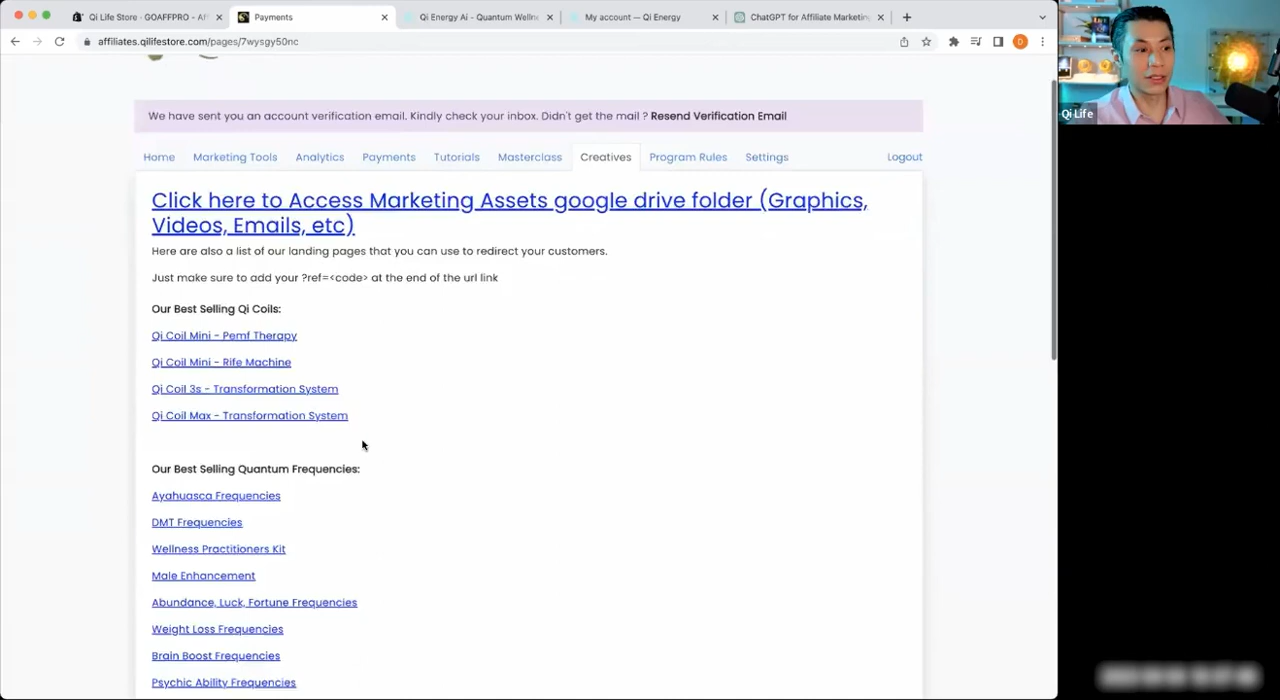 Qi Life Store - GOAFFPRO - Af
Payments
Qi Energy Ai - Quantum Welln
My account — Qi Energy
ChatGPT for Affiliate Marketin
affiliates.qilifestore.com/pages/7wysgy50nc
D
Qi Life
We have sent you an account verification email. Kindly check your inbox. Didn't get the mail ? Resend Verification Email
Home Marketing Tools Analytics Payments Tutorials Masterclass Creatives Program Rules Settings Logout
Click here to Access Marketing Assets google drive folder (Graphics,
Videos, Emails, etc)
Here are also a list of our landing pages that you can use to redirect your customers.
Just make sure to add your ?ref=<code> at the end of the url link
Our Best Selling Qi Coils:
Qi Coil Mini - Pemf Therapy
Qi Coil Mini - Rife Machine
Qi Coil 3s - Transformation System
Qi Coil Max - Transformation System
Our Best Selling Quantum Frequencies:
Ayahuasca Frequencies
DMT Frequencies
Wellness Practitioners Kit
Male Enhancement
Abundance, Luck, Fortune Frequencies
Weight Loss Frequencies
Brain Boost Frequencies
Psychic Ability Frequencies